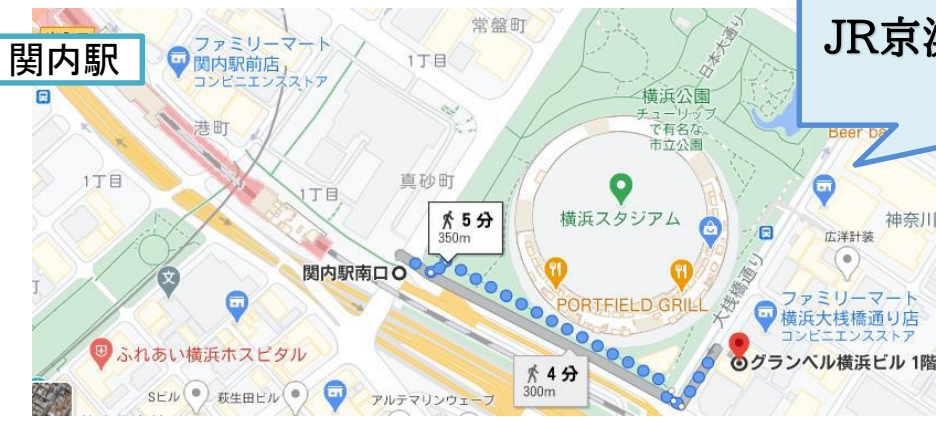 関内駅
JR京浜
ファミリーマート
関内駅前店
コンビニエンスストア
常盤町
1丁目
日本大通り
横浜公園
チューリップ
で有名な
市立公園
港町
1丁目
1丁目
真砂町
5 分
350m
横浜スタジアム
神奈川
広洋計装
関内駅南口
PORTFIELD GRILL
大桟橋通り
ファミリーマート
横浜大桟橋通り店
コンビニエンスストア
ふれあい横浜ホスピタル
グランベル横浜ビル 1階
4 分
300m
Sビル
萩生田ビル
アルテマリンウェーブ